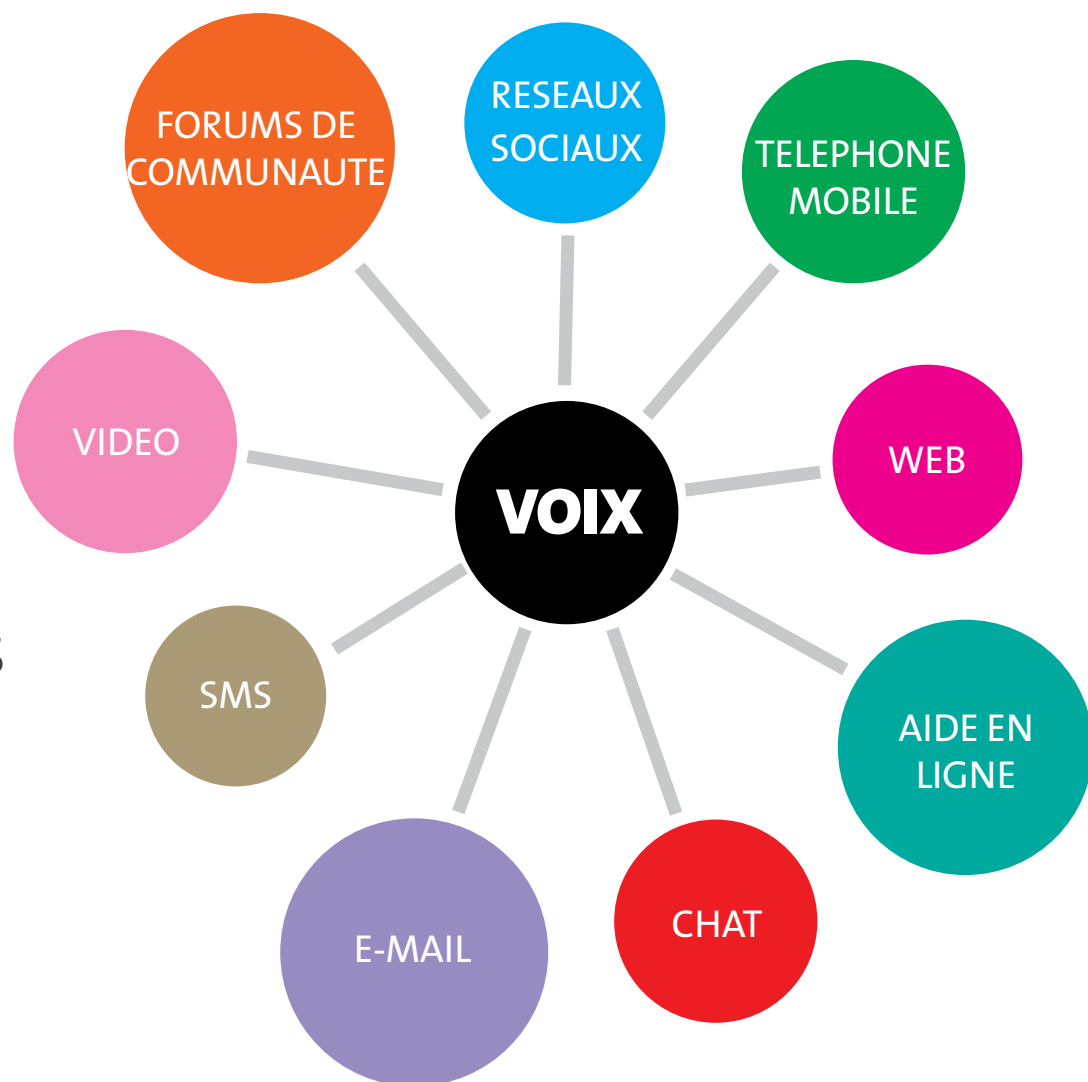 FORUMS DE
COMMUNAUTE
RESEAUX
SOCIAUX
TELEPHONE
MOBILE
VIDEO
WEB
VOIX
SMS
AIDE EN
LIGNE
E-MAIL
CHAT